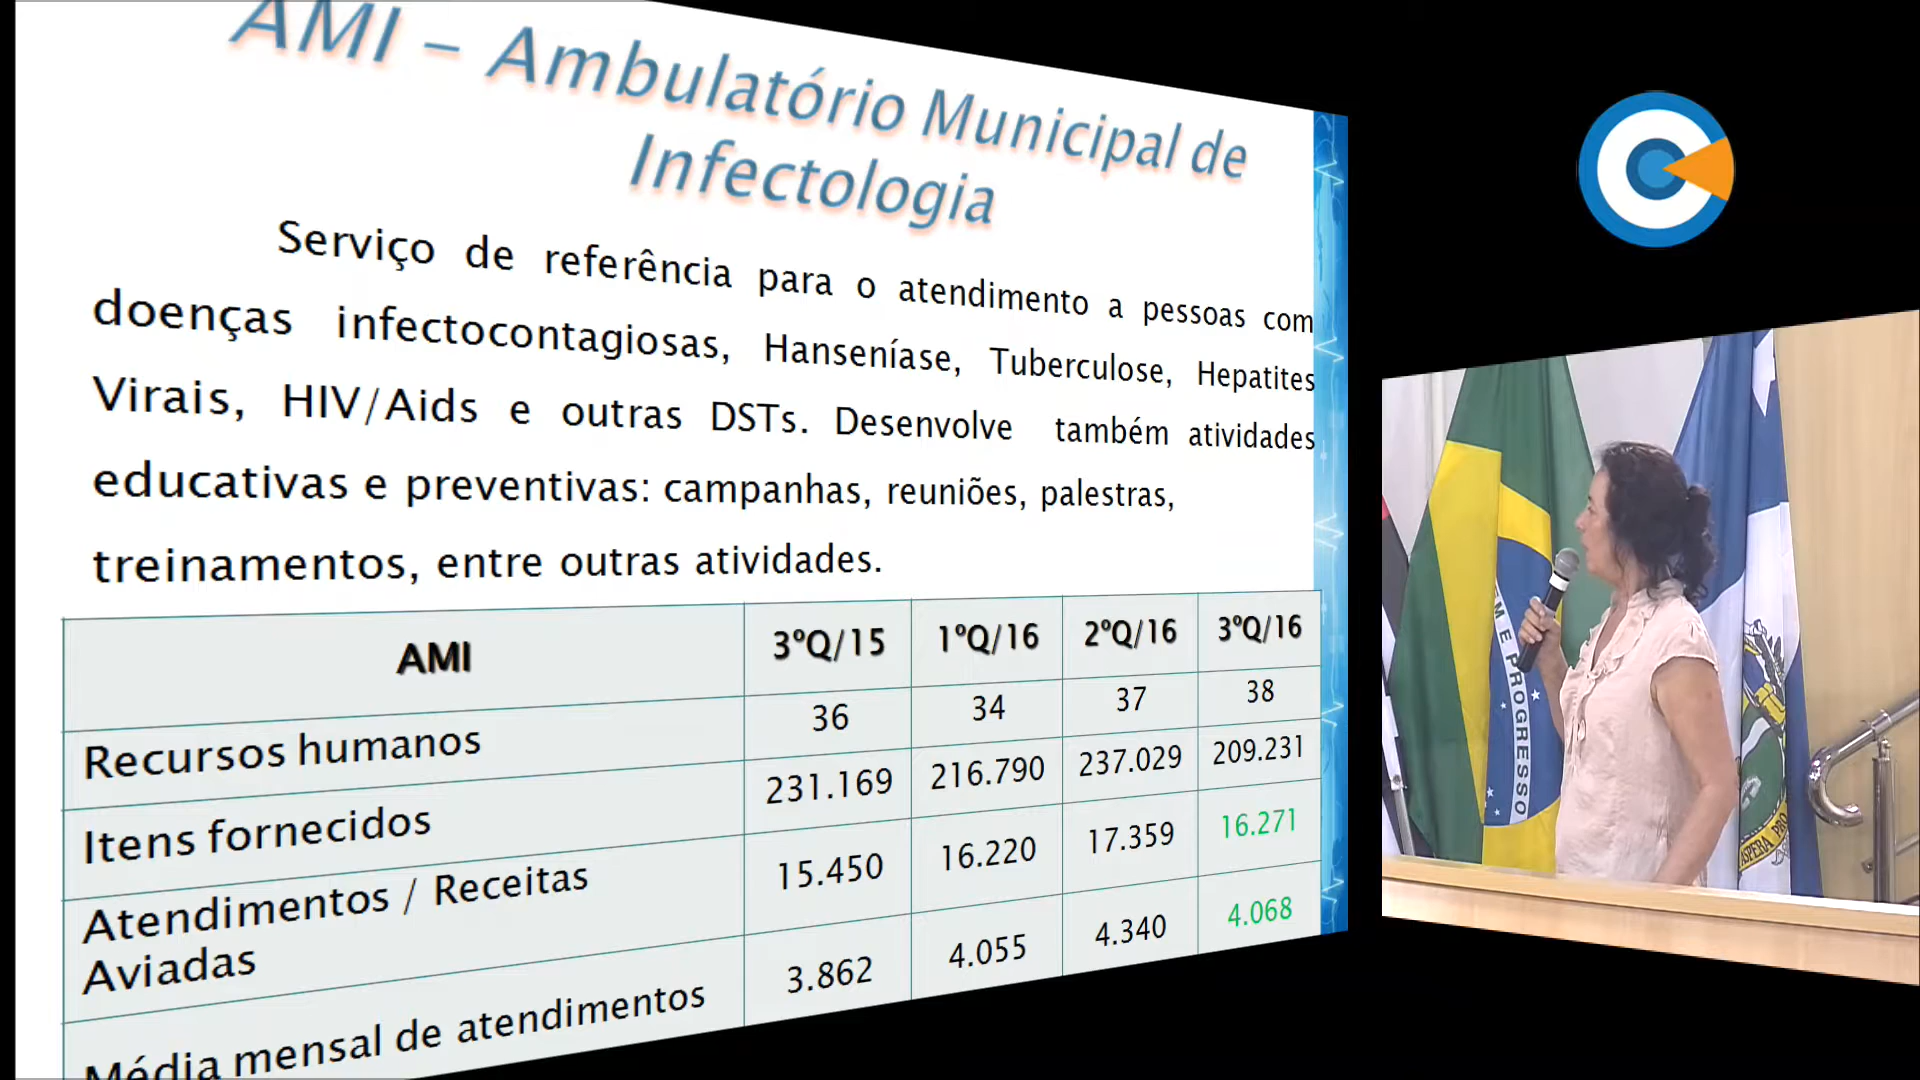 AMI – Ambulatório Municipal de
Infectologia
Serviço de referência para o atendimento a pessoas com
doenças infectocontagiosas, Hanseníase, Tuberculose, Hepatites
Virais, HIV/Aids e outras DSTs. Desenvolve também atividades
educativas e preventivas: campanhas, reuniões, palestras,
treinamentos, entre outras atividades.
AMI 3ºQ/15 1ºQ/16 2ºQ/16 3ºQ/16
Recursos humanos 36 34 37 38
Itens fornecidos 231.169 216.790 237.029 209.231
Atendimentos / Receitas
Aviadas 15.450 16.220 17.359 16.271
Média mensal de atendimentos 3.862 4.055 4.340 4.068
EM E PROGRESSO
ASPERA PRO